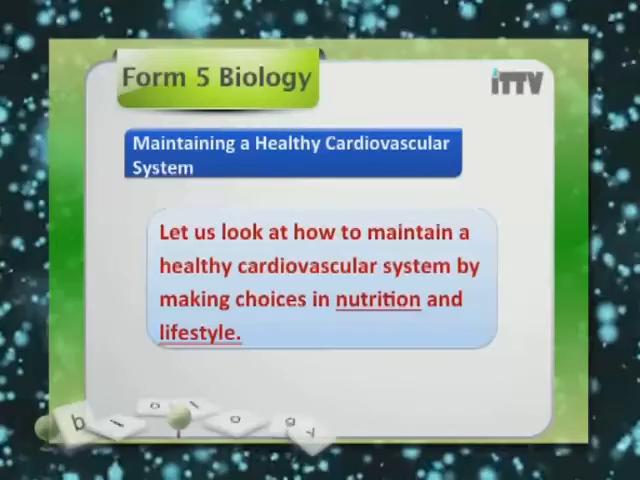 Form 5 Biology
iTTV
Maintaining a Healthy Cardiovascular
System
Let us look at how to maintain a
healthy cardiovascular system by
making choices in nutrition and
lifestyle.
b i o l o g y